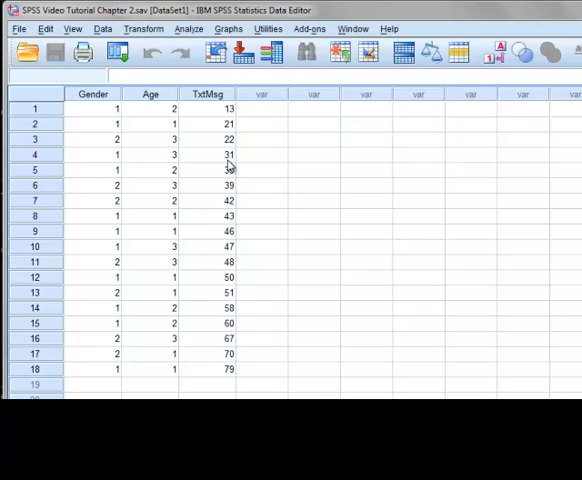 SPSS Video Tutorial Chapter 2.sav [DataSet1] - IBM SPSS Statistics Data Editor
File Edit View Data Transform Analyze Graphs Utilities Add-ons Window Help
Gender Age TxtMsg var var var var var var var
1 1 2 13
2 1 1 21
3 2 3 22
4 1 3 31
5 1 2
6 2 3 39
7 2 2 42
8 1 1 43
9 1 1 46
10 1 3 47
11 2 3 48
12 1 1 50
13 2 1 51
14 1 2 58
15 1 2 60
16 2 3 67
17 2 1 70
18 1 1 79
19